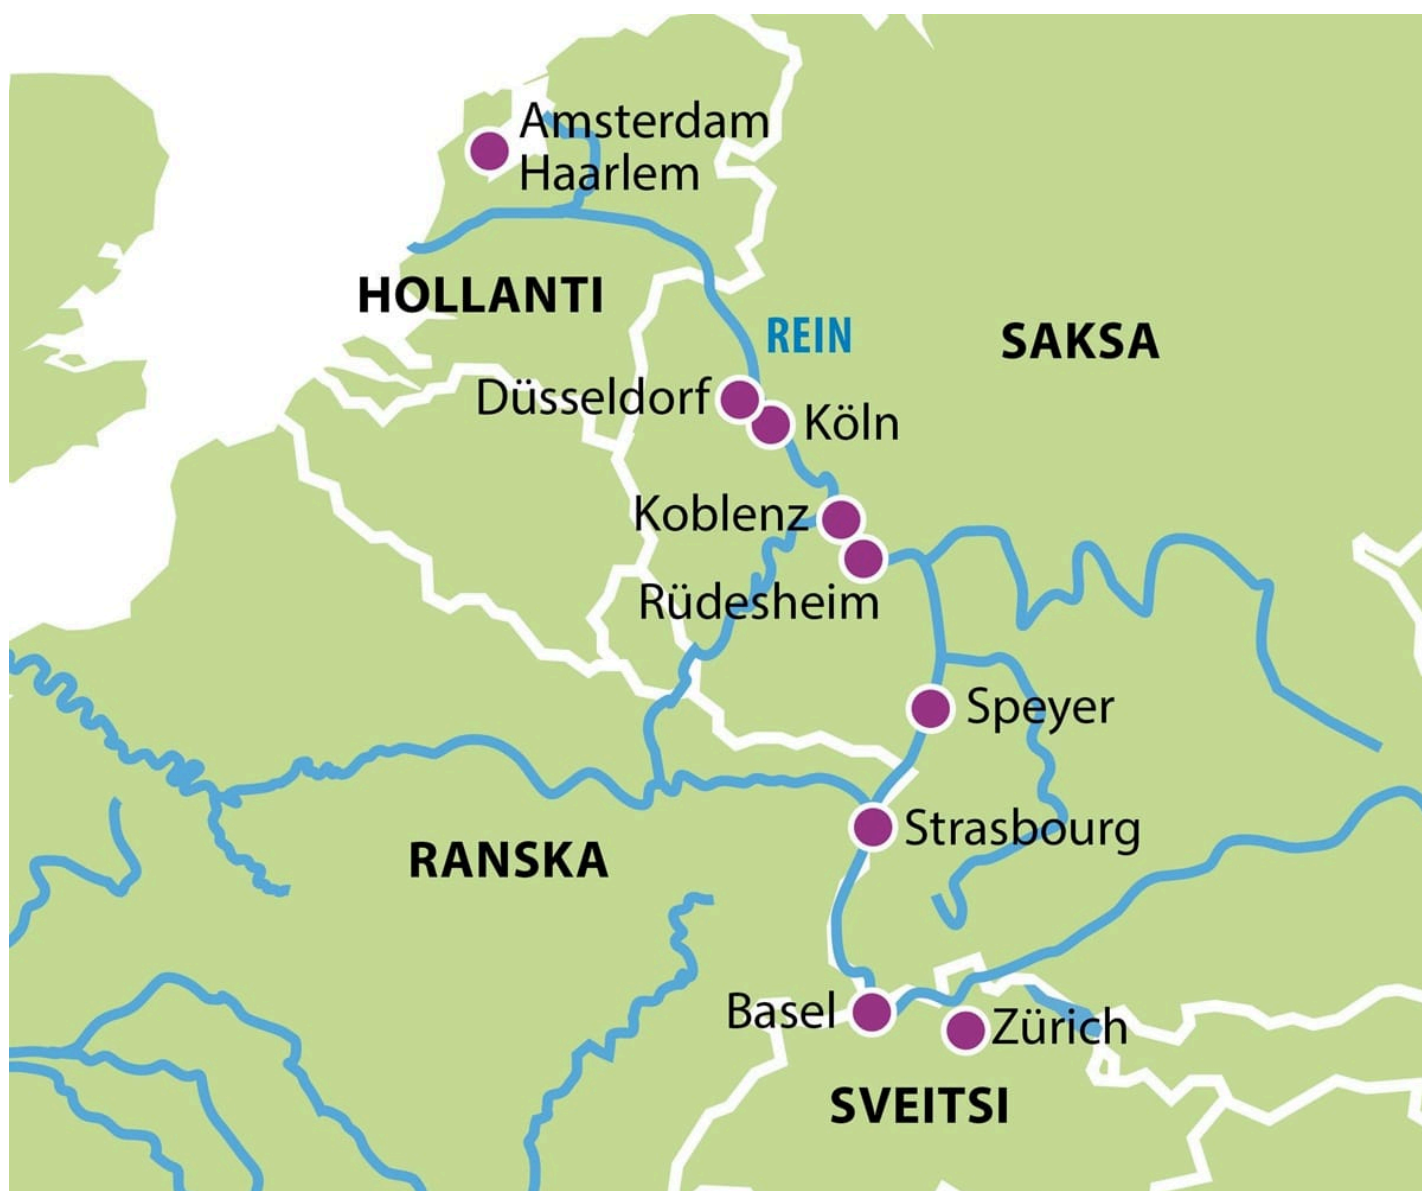 Amsterdam
Haarlem
HOLLANTI
REIN
SAKSA
Düsseldorf
Köln
Koblenz
Rüdesheim
Speyer
Strasbourg
RANSKA
Basel
Zürich
SVEITSI